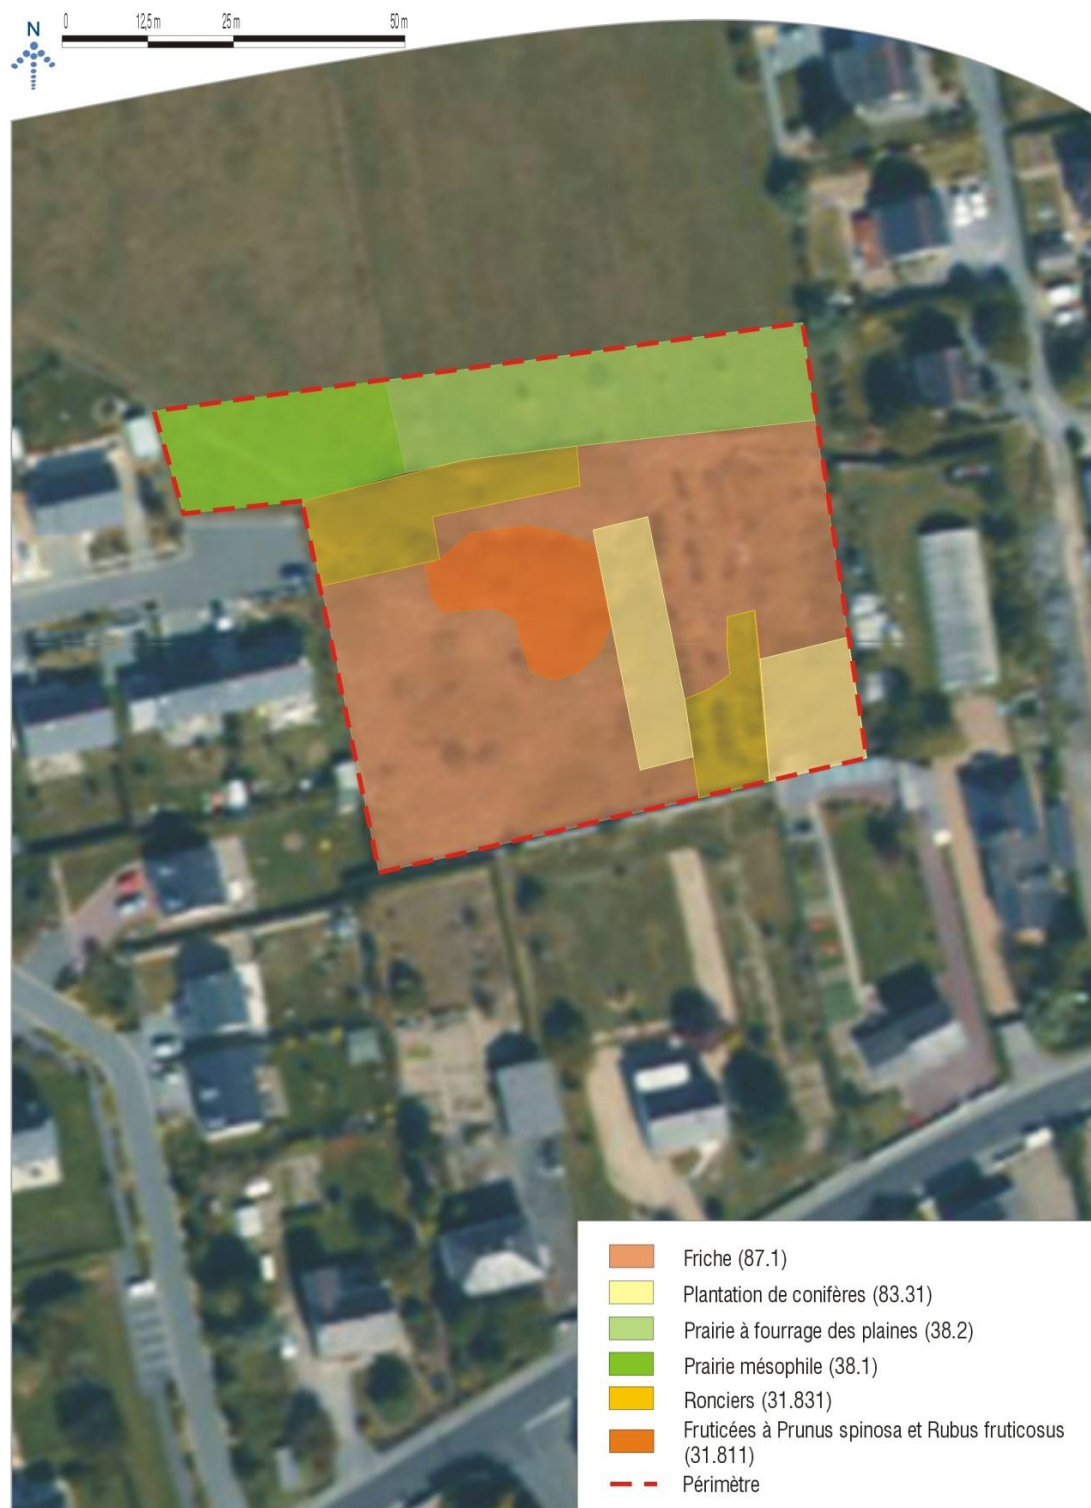 N
0 12,5 m 25 m 50 m
Friche (87.1)
Plantation de conifères (83.31)
Prairie à fourrage des plaines (38.2)
Prairie mésophile (38.1)
Ronciers (31.831)
Fruticées à Prunus spinosa et Rubus fruticosus
(31.811)
Périmètre